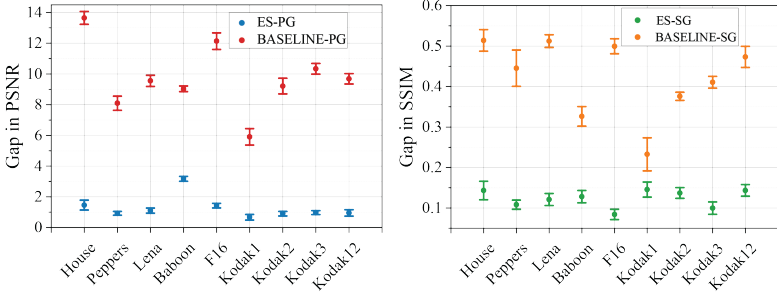 Gap in PSNR
14
12
10
8
6
4
2
0
ES-PG
BASELINE-PG
House
Peppers
Lena
Baboon
F16
Kodak1
Kodak2
Kodak3
Kodak12
Gap in SSIM
0.6
0.5
0.4
0.3
0.2
0.1
ES-SG
BASELINE-SG
House
Peppers
Lena
Baboon
F16
Kodak1
Kodak2
Kodak3
Kodak12